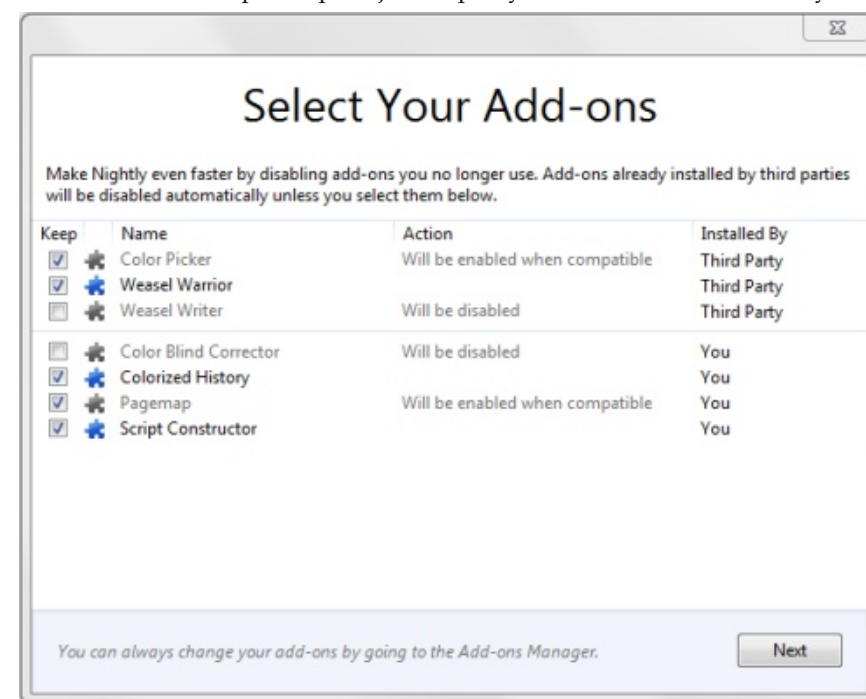 Select Your Add-ons
Make Nightly even faster by disabling add-ons you no longer use. Add-ons already installed by third parties
will be disabled automatically unless you select them below.
Keep Name Action Installed By
Color Picker Will be enabled when compatible Third Party
Weasel Warrior Third Party
Weasel Writer Will be disabled Third Party
Color Blind Corrector Will be disabled You
Colorized History You
Pagemap Will be enabled when compatible You
Script Constructor You
You can always change your add-ons by going to the Add-ons Manager. Next